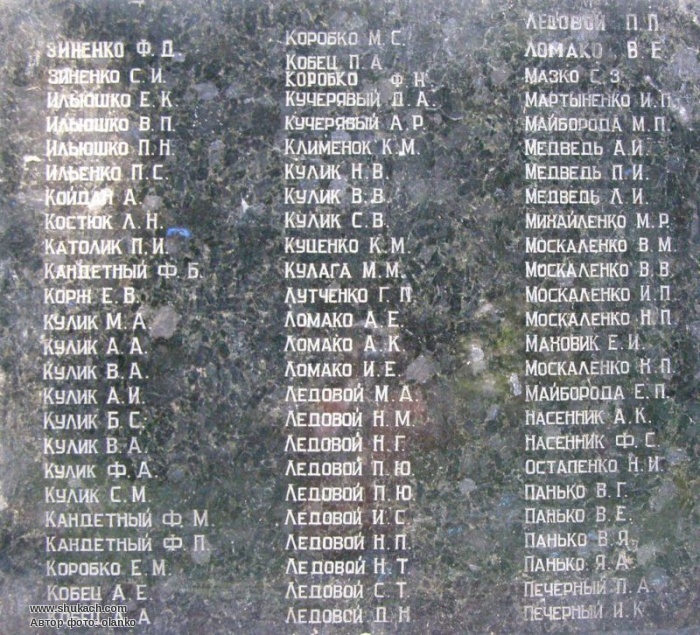 ЗИНЕНКО Ф.Д.
ЗИНЕНКО С.И.
ИЛЬЮШКО Е.К.
ИЛЬЮШКО В.П.
ИЛЬЮШКО П.Н.
ИЛЬЕНКО П.С.
КОЙДАН А.
КОСТЮК Л.Н.
КАТОЛИК П.И.
КАНДЕТНЫЙ Ф.Б.
КОРЖ Е.В.
КУЛИК М.А.
КУЛИК А.А.
КУЛИК В.А.
КУЛИК А.И.
КУЛИК Б.С.
КУЛИК В.А.
КУЛИК Ф.А.
КУЛИК С.М.
КАНДЕТНЫЙ Ф.М.
КАНДЕТНЫЙ Ф.П.
КОРОБКО Е.М.
КОБЕЦ А.Е.
КОБЕЦ А
КОРОБКО М.С.
КОБЕЦ П.А
КОРОБКО Ф.Н.
КУЧЕРЯВЫЙ Д.А.
КУЧЕРЯВЫЙ А.Р.
КЛИМЕНОК К.М.
КУЛИК Н.В.
КУЛИК В.В.
КУЛИК С.В.
КУЦЕНКО К.М.
КУЛАГА М.М.
ЛУТЧЕНКО Г.П.
ЛОМАКО А.Е.
ЛОМАКО А.К.
ЛОМАКО И.Е.
ЛЕДОВОЙ М.Д.
ЛЕДОВОЙ Н.М.
ЛЕДОВОЙ Н.Г.
ЛЕДОВОЙ П.Ю.
ЛЕДОВОЙ П.Ю.
ЛЕДОВОЙ И.С.
ЛЕДОВОЙ Н.П.
ЛЕДОВОЙ Н.Т.
ЛЕДОВОЙ С.Т.
ЛЕДОВОЙ Д.Н
ЛЕДОВОЙ П.П
ЛОМАКО В.Е
МАЗКО С.З.
МАРТЫНЕНКО И.П.
МАЙБОРОДА М.П.
МЕДВЕДЬ А.И.
МЕДВЕДЬ П.И.
МЕДВЕДЬ Л.И.
МИХАЙЛЕНКО М.Р.
МОСКАЛЕНКО В.М.
МОСКАЛЕНКО В.В.
МОСКАЛЕНКО И.П.
МОСКАЛЕНКО Н.П.
МАХОВИК Е.И.
МОСКАЛЕНКО Н.П.
МАЙБОРОДА Е.П.
НАСЕННИК А.К.
НАСЕННИК Ф.С.
ОСТАПЕНКО Н.И.
ПАНЬКО В.Г.
ПАНЬКО В.Е.
ПАНЬКО В.Я.
ПАНЬКО Я.А.
ПЕЧЕРНЫЙ П.А.
ПЕЧЕРНЫЙ И.К.
www.shukach.com
Автор фото: glanko